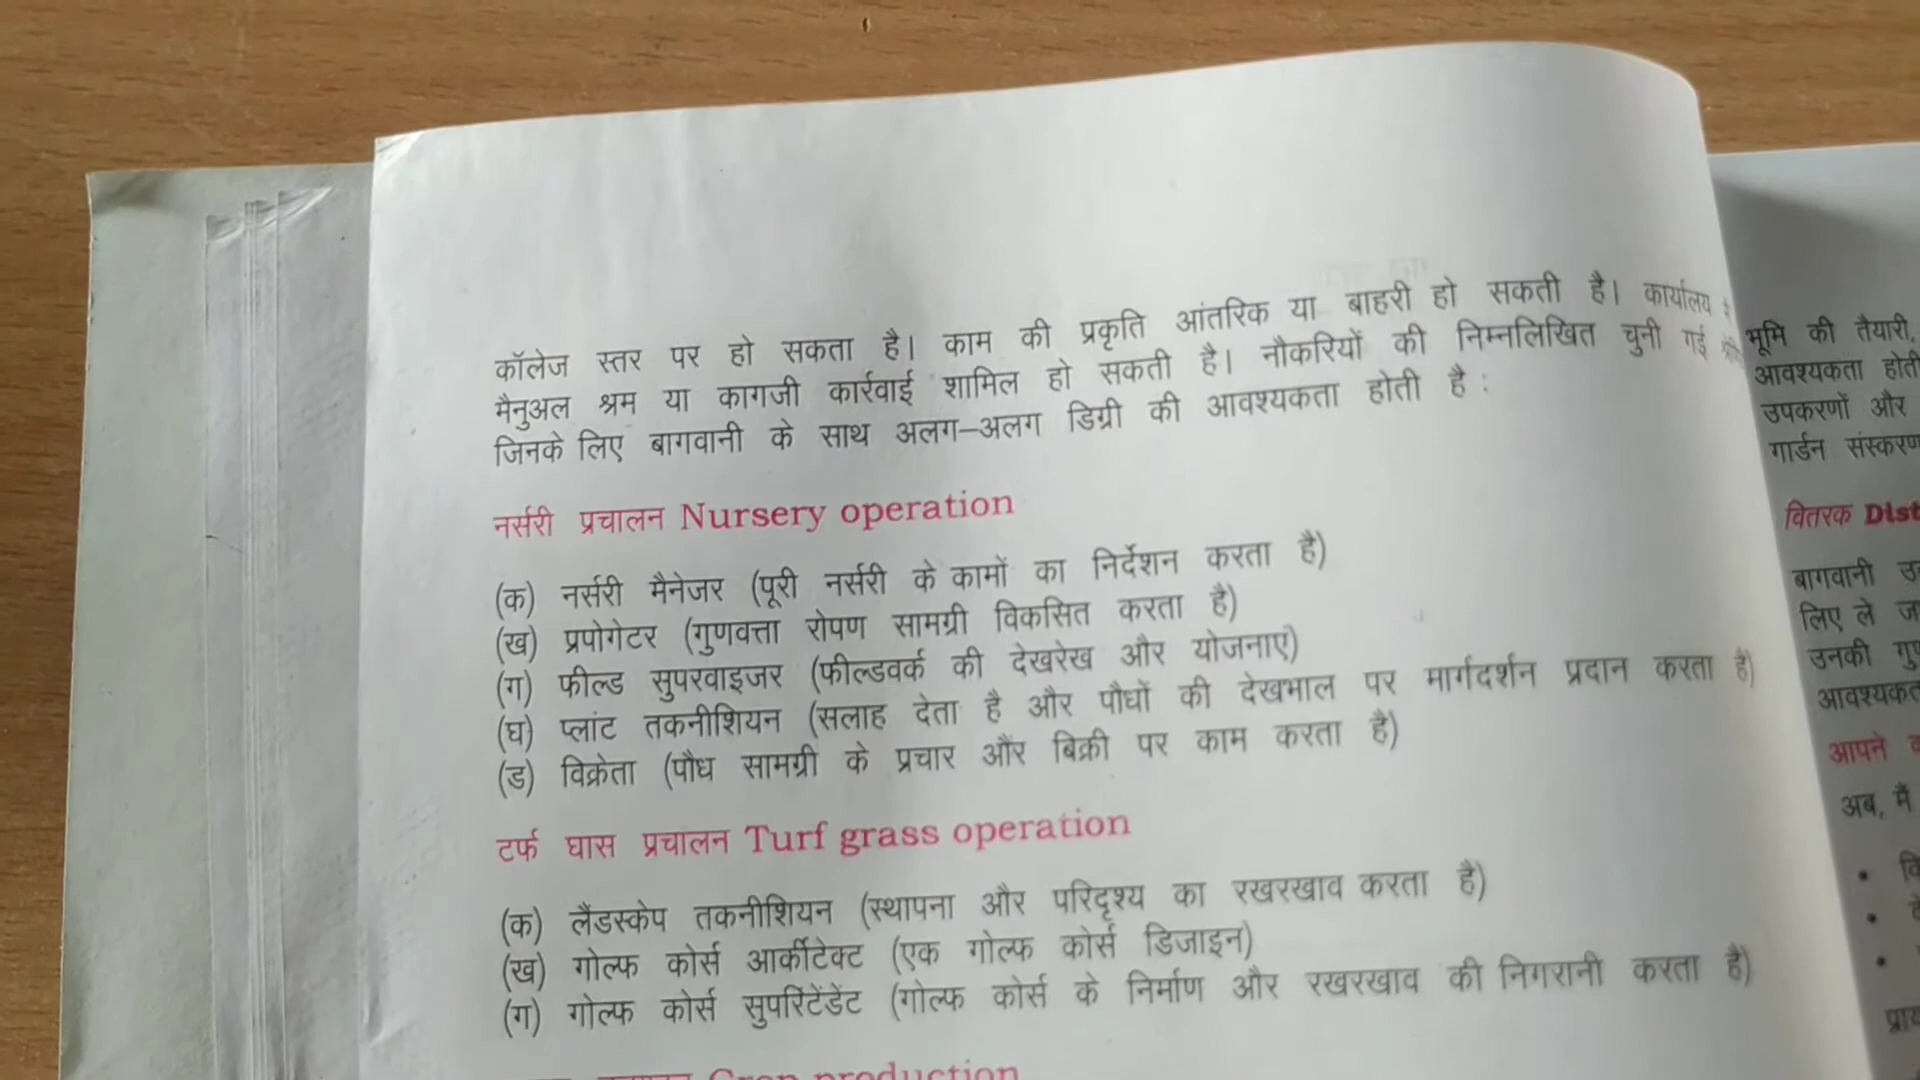 कॉलेज स्तर पर हो सकता है। काम की प्रकृति आंतरिक या बाहरी हो सकती है। कार्यालय
मैनुअल श्रम या कागजी कार्रवाई शामिल हो सकती है। नौकरियों की निम्नलिखित चुनी गई
जिनके लिए बागवानी के साथ अलग-अलग डिग्री की आवश्यकता होती है :
नर्सरी प्रचालन Nursery operation
(क) नर्सरी मैनेजर (पूरी नर्सरी के कामों का निर्देशन करता है)
(ख) प्रपोगेटर (गुणवत्ता रोपण सामग्री विकसित करता है)
(ग) फील्ड सुपरवाइजर (फील्डवर्क की देखरेख और योजनाएं)
(घ) प्लांट तकनीशियन (सलाह देता है और पौधों की देखभाल पर मार्गदर्शन प्रदान करता है)
(ड) विक्रेता (पौध सामग्री के प्रचार और बिक्री पर काम करता है)
टर्फ घास प्रचालन Turf grass operation
(क) लैंडस्केप तकनीशियन (स्थापना और परिदृश्य का रखरखाव करता है)
(ख) गोल्फ कोर्स आर्कीटेक्ट (एक गोल्फ कोर्स डिजाइन)
(ग) गोल्फ कोर्स सुपरिंटेंडेंट (गोल्फ कोर्स के निर्माण और रखरखाव की निगरानी करता है)
Crop production
भूमि की तैयारी,
आवश्यकता होती
उपकरणों और
गार्डन संस्करण
वितरक
बागवानी
लिए ले
उनकी
आपने
अब, मैं